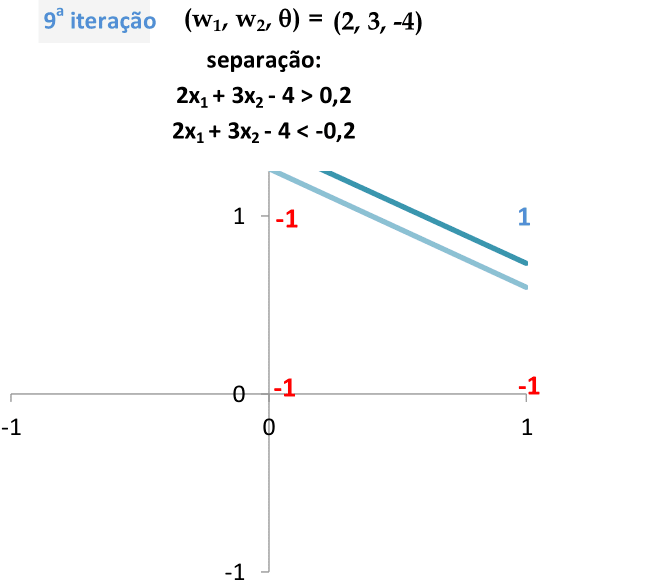 9ª iteração (w₁, w₂, θ) = (2, 3, -4)
separação:
2x₁ + 3x₂ - 4 > 0,2
2x₁ + 3x₂ - 4 < -0,2
1 -1 1
0 -1 -1
-1 0 1
-1